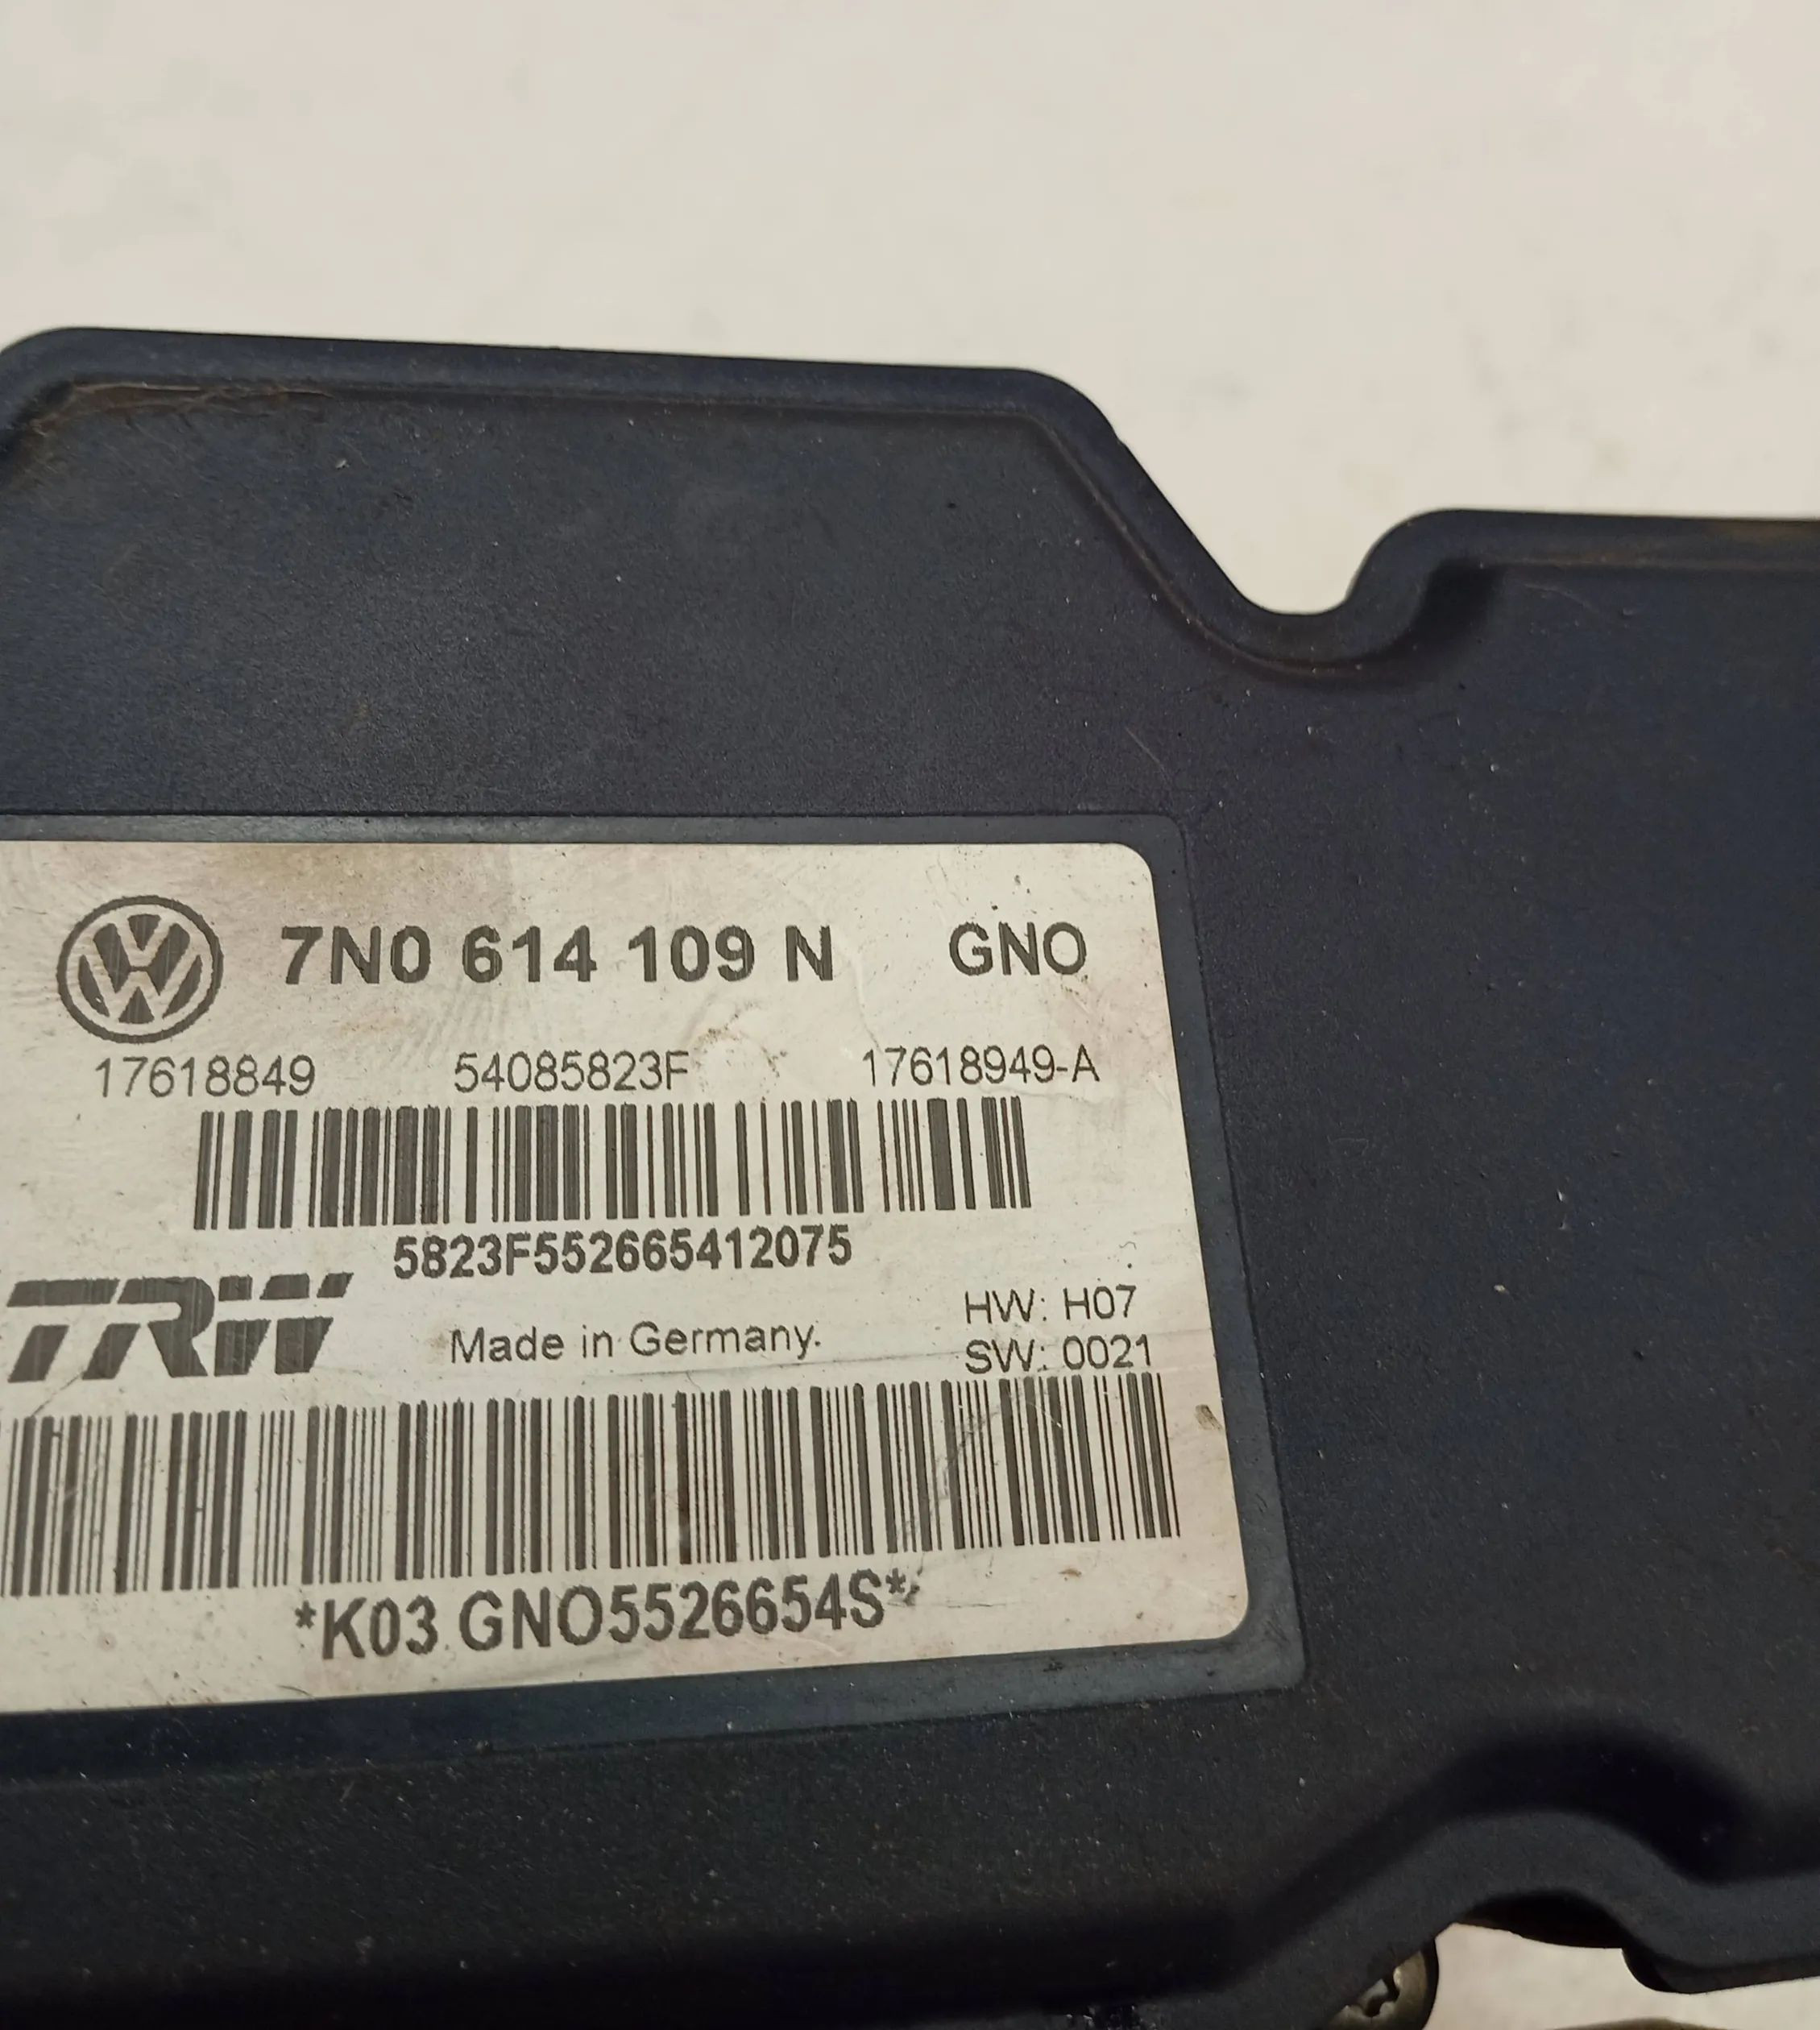 7N0 614 109 N GNO
17618849 54085823F 17618949-A
5823F552665412075
TRW Made in Germany. HW: H07
SW: 0021
*K03 GNO5526654S*